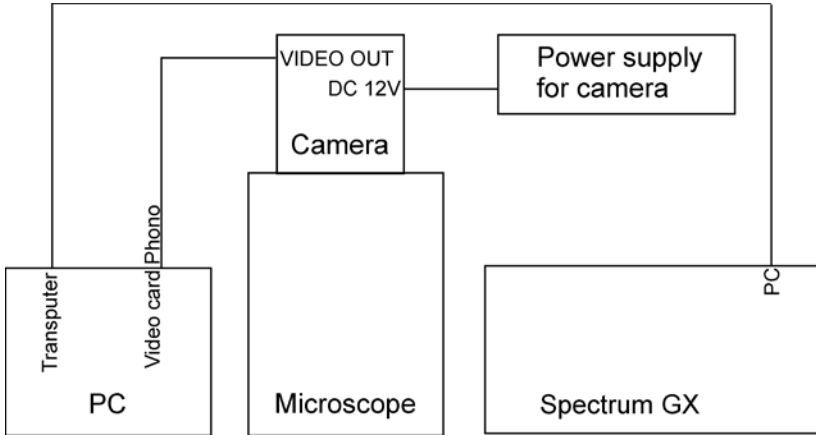 VIDEO OUT
DC 12V
Camera
Power supply
for camera
Phono
Transputer
Video card
PC
PC
Microscope
Spectrum GX